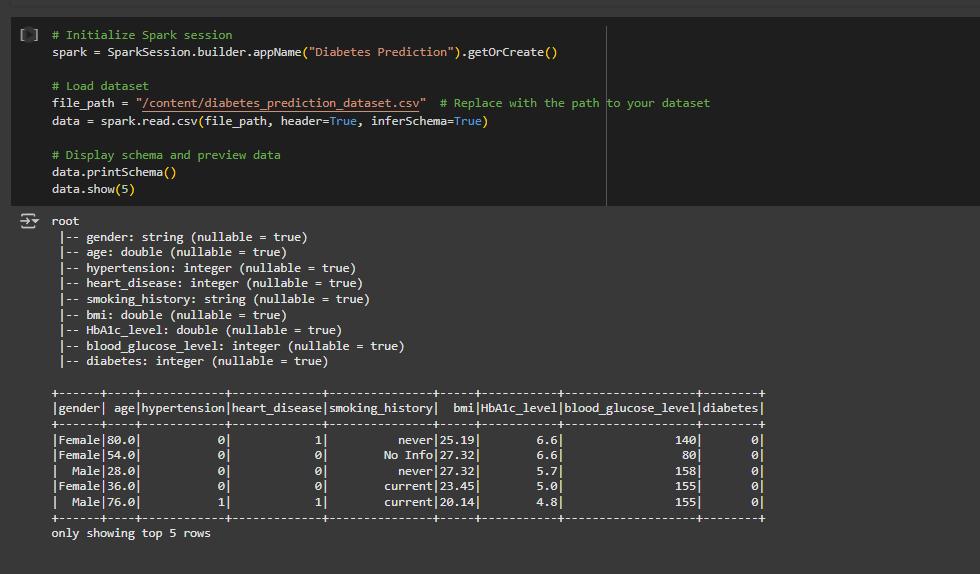 # Initialize Spark session
spark = SparkSession.builder.appName("Diabetes Prediction").getOrCreate()
# Load dataset
file_path = "/content/diabetes_prediction_dataset.csv"  # Replace with the path to your dataset
data = spark.read.csv(file_path, header=True, inferSchema=True)
# Display schema and preview data
data.printSchema()
data.show(5)
root
 |-- gender: string (nullable = true)
 |-- age: double (nullable = true)
 |-- hypertension: integer (nullable = true)
 |-- heart_disease: integer (nullable = true)
 |-- smoking_history: string (nullable = true)
 |-- bmi: double (nullable = true)
 |-- HbA1c_level: double (nullable = true)
 |-- blood_glucose_level: integer (nullable = true)
 |-- diabetes: integer (nullable = true)
+------+----+------------+-------------+---------------+-----+-----------+-------------------+--------+
|gender| age|hypertension|heart_disease|smoking_history|  bmi|HbA1c_level|blood_glucose_level|diabetes|
+------+----+------------+-------------+---------------+-----+-----------+-------------------+--------+
|Female|80.0|           0|            1|          never|25.19|        6.6|                140|       0|
|Female|54.0|           0|            0|        No Info|27.32|        6.6|                 80|       0|
|  Male|28.0|           0|            0|          never|27.32|        5.7|                158|       0|
|Female|36.0|           0|            0|        current|23.45|        5.0|                155|       0|
|  Male|76.0|           1|            1|        current|20.14|        4.8|                155|       0|
+------+----+------------+-------------+---------------+-----+-----------+-------------------+--------+
only showing top 5 rows